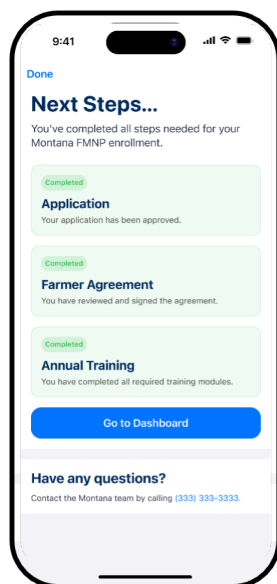 9:41
Done
Next Steps...
You've completed all steps needed for your
Montana FMNP enrollment.
Completed
Application
Your application has been approved.
Completed
Farmer Agreement
You have reviewed and signed the agreement.
Completed
Annual Training
You have completed all required training modules.
Go to Dashboard
Have any questions?
Contact the Montana team by calling (333) 333-3333.